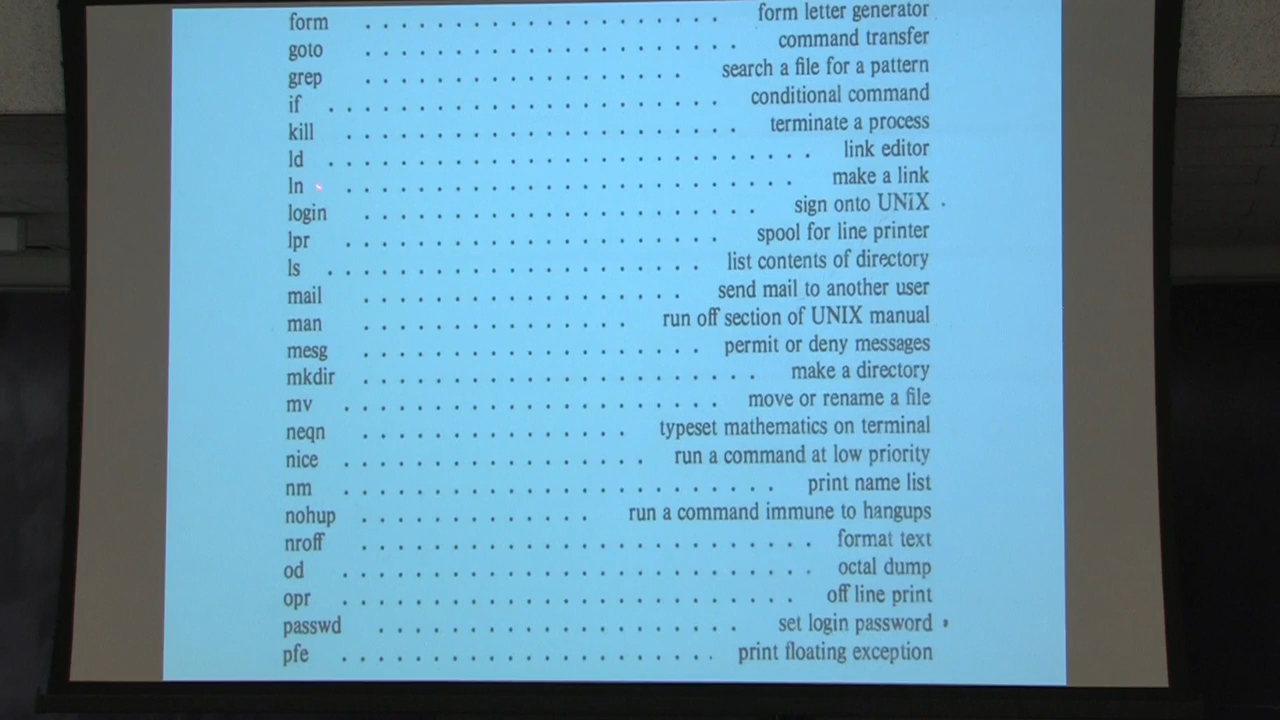 form . . . . . . . . . . . . . . . . . . . . form letter generator
goto . . . . . . . . . . . . . . . . . . . . . command transfer
grep . . . . . . . . . . . . . . . . . . search a file for a pattern
if . . . . . . . . . . . . . . . . . . . . . . conditional command
kill . . . . . . . . . . . . . . . . . . . . . . terminate a process
ld . . . . . . . . . . . . . . . . . . . . . . . . . . . link editor
ln . . . . . . . . . . . . . . . . . . . . . . . . . make a link
login . . . . . . . . . . . . . . . . . . . . . . sign onto UNIX
lpr . . . . . . . . . . . . . . . . . . . . . spool for line printer
ls . . . . . . . . . . . . . . . . . . . . . list contents of directory
mail . . . . . . . . . . . . . . . . . . send mail to another user
man . . . . . . . . . . . . . . . run off section of UNIX manual
mesg . . . . . . . . . . . . . . . . . . . permit or deny messages
mkdir . . . . . . . . . . . . . . . . . . . . . . make a directory
mv . . . . . . . . . . . . . . . . . . . . . move or rename a file
neqn . . . . . . . . . . . . . . . typeset mathematics on terminal
nice . . . . . . . . . . . . . . . . . run a command at low priority
nm . . . . . . . . . . . . . . . . . . . . . . . . print name list
nohup . . . . . . . . . . . . . run a command immune to hangups
nroff . . . . . . . . . . . . . . . . . . . . . . . . . format text
od . . . . . . . . . . . . . . . . . . . . . . . . . . octal dump
opr . . . . . . . . . . . . . . . . . . . . . . . . . off line print
passwd . . . . . . . . . . . . . . . . . . . . set login password
pfe . . . . . . . . . . . . . . . . . . . . . print floating exception